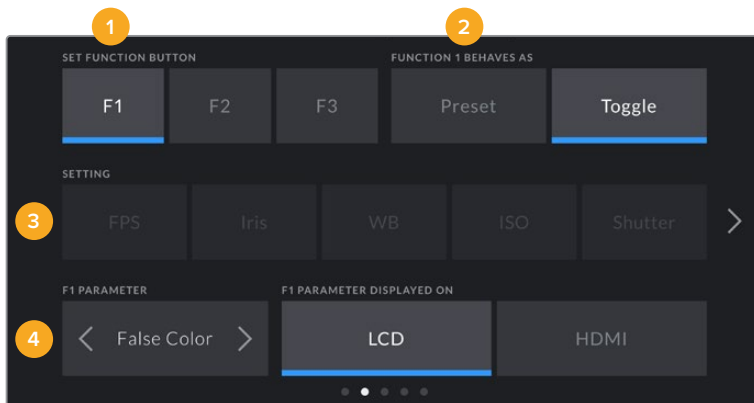 1
2
SET FUNCTION BUTTON FUNCTION 1 BEHAVES AS
F1 F2 F3 Preset Toggle
SETTING
3 FPS Iris WB ISO Shutter
F1 PARAMETER F1 PARAMETER DISPLAYED ON
4 False Color LCD HDMI